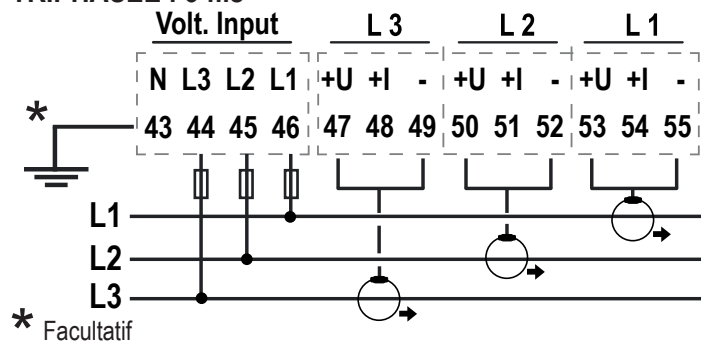 Volt. Input L 3 L 2 L 1
N L3 L2 L1 +U +I - +U +I - +U +I -
* 43 44 45 46 47 48 49 50 51 52 53 54 55
L1
L2
L3
* Facultatif